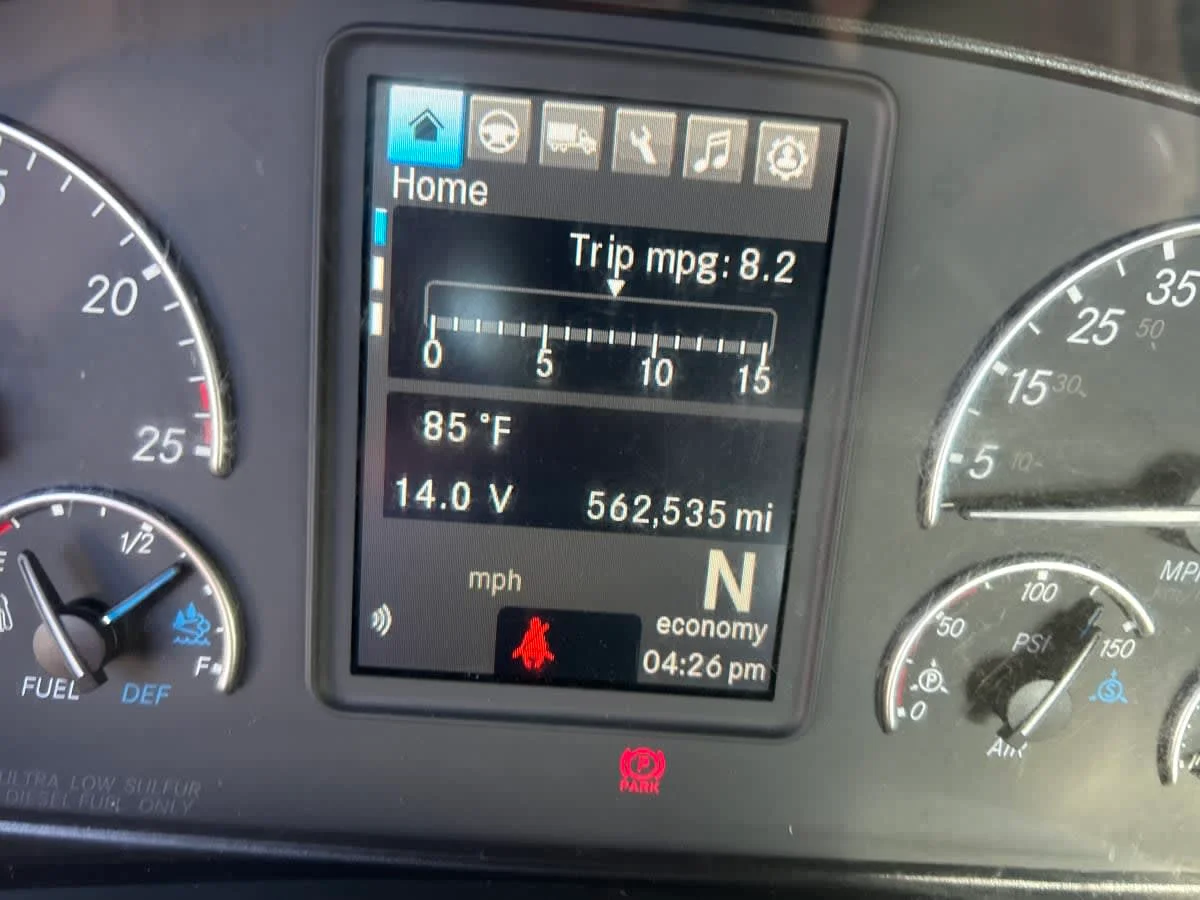 Home
Trip mpg: 8.2
0 5 10 15
85 °F
14.0 V 562,535 mi
mph N
economy
04:26 pm
20
25
1/2
F
FUEL DEF
ULTRA LOW SULFUR
DIESEL FUEL ONLY
35
25 50
15 30
5 10
100
50 PSI 150
P S
0
AIR
P
PARK